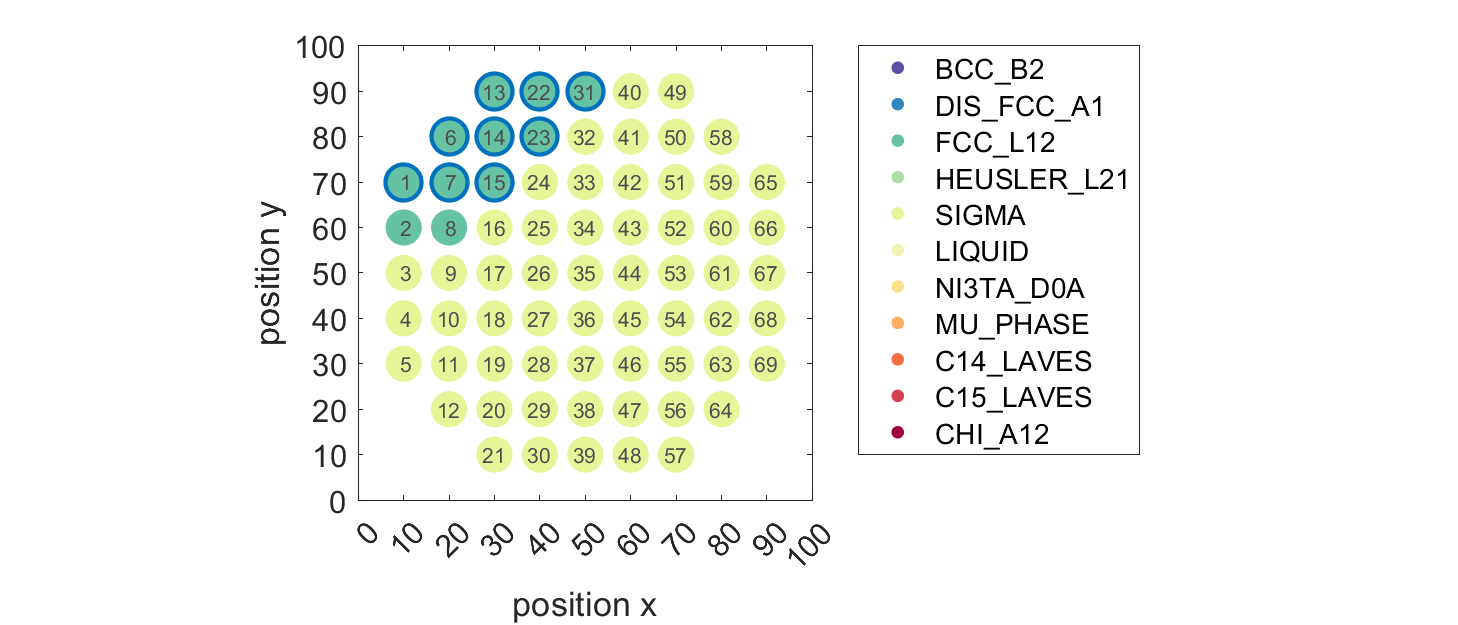 100
90
80
70
60
50
40
30
20
10
0
position y
13 22 31 40 49
6 14 23 32 41 50 58
1 7 15 24 33 42 51 59 65
2 8 16 25 34 43 52 60 66
3 9 17 26 35 44 53 61 67
4 10 18 27 36 45 54 62 68
5 11 19 28 37 46 55 63 69
12 20 29 38 47 56 64
21 30 39 48 57
0 10 20 30 40 50 60 70 80 90 100
position x
BCC_B2
DIS_FCC_A1
FCC_L12
HEUSLER_L21
SIGMA
LIQUID
NI3TA_D0A
MU_PHASE
C14_LAVES
C15_LAVES
CHI_A12